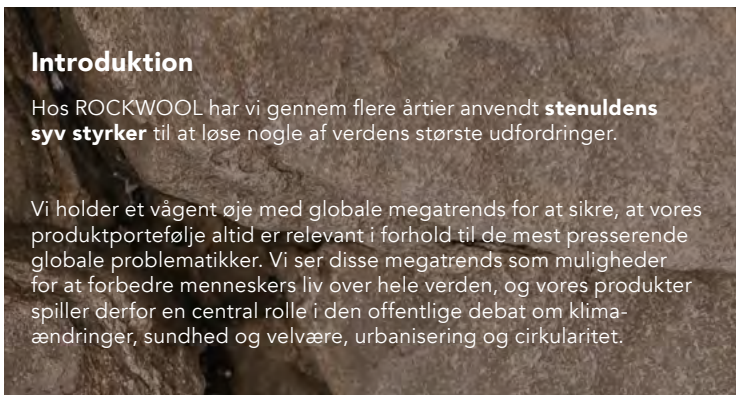 Introduktion
Hos ROCKWOOL har vi gennem flere årtier anvendt stenuldens
syv styrker til at løse nogle af verdens største udfordringer.
Vi holder et vågent øje med globale megatrends for at sikre, at vores
produktportefølje altid er relevant i forhold til de mest presserende
globale problematikker. Vi ser disse megatrends som muligheder
for at forbedre menneskers liv over hele verden, og vores produkter
spiller derfor en central rolle i den offentlige debat om klima-
ændringer, sundhed og velvære, urbanisering og cirkularitet.